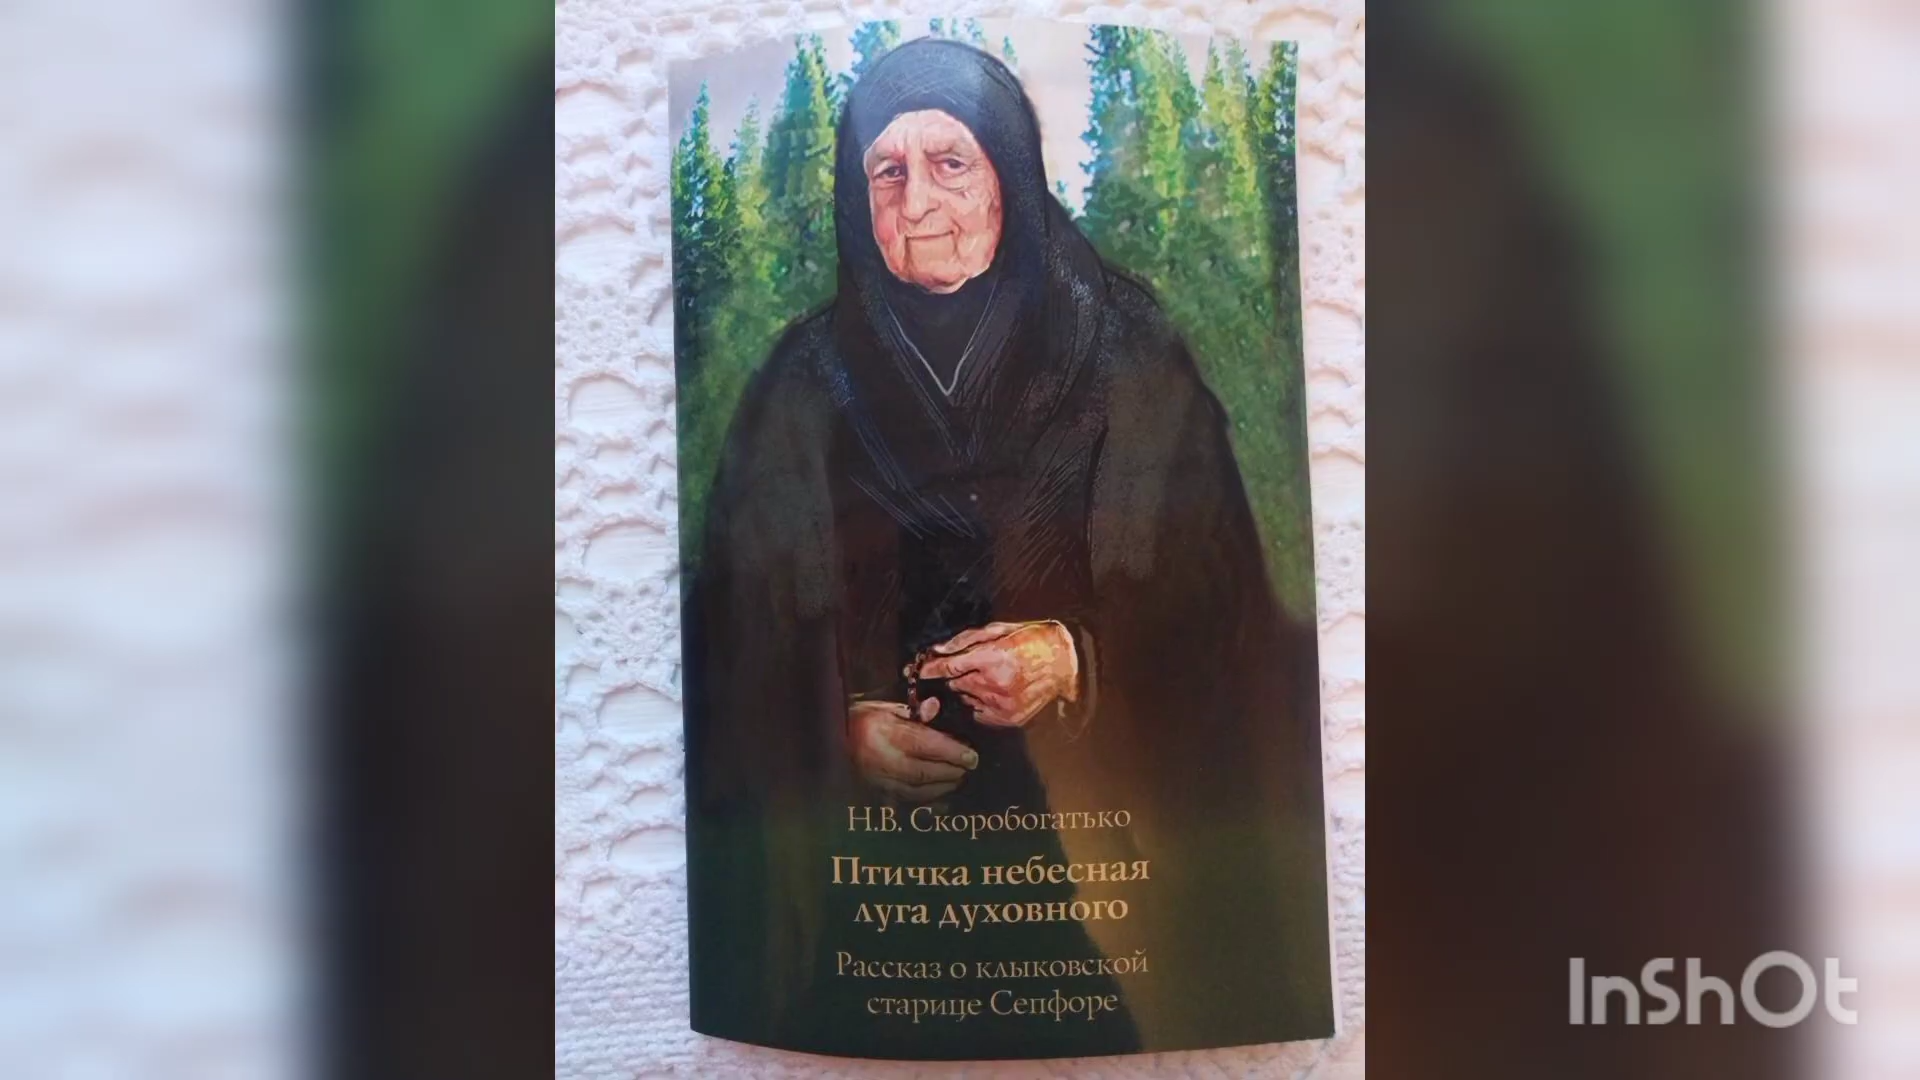 Н.В. Скоробогатько
Птичка небесная
луга духовного
Рассказ о клыковской
старице Сепфоре
InShOt